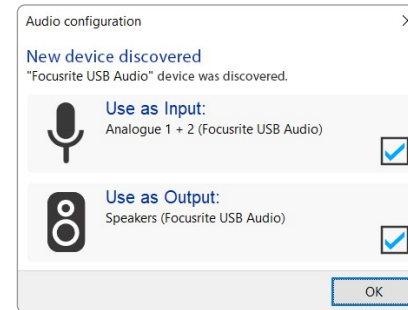 Audio configuration
New device discovered
"Focusrite USB Audio" device was discovered.
Use as Input:
Analogue 1 + 2 (Focusrite USB Audio)
Use as Output:
Speakers (Focusrite USB Audio)
OK